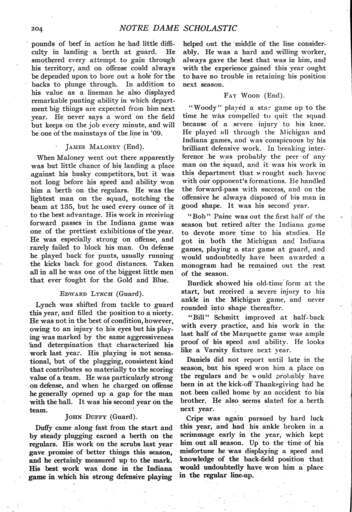 204
NOTRE DAME SCHOLASTIC
pounds of beef in action he had little diffi-
culty in landing a berth at guard. He
smothered every attempt to gain through
his territory, and on offense could always
be depended upon to bore out a hole for the
backs to plunge through. In addition to
his value as a lineman he also displayed
remarkable punting ability in which depart-
ment big things are expected from him next
year. He never says a word on the field
but keeps on the job every minute, and will
be one of the mainstays of the line in '09.
JAMES MALONEY (End).
When Maloney went out there apparently
was but little chance of his landing a place
against his husky competitors, but it was
not long before his speed and ability won
him a berth on the regulars. He was the
lightest man on the squad, notching the
beam at 135, but he used every ounce of it
to the best advantage. His work in receiving
forward passes in the Indiana game was
one of the prettiest exhibitions of the year.
He was especially strong on offense, and
rarely failed to block his man. On defense
he played back for punts, usually running
the kicks back for good distances. Taken
all in all he was one of the biggest little men
that ever fought for the Gold and Blue.
EDWARD LYNCH (Guard).
Lynch was shifted from tackle to guard
this year, and filled the position to a nicety.
He was not in the best of condition, however,
owing to an injury to his eyes but his play-
ing was marked by the same aggressiveness
and determination that characterized his
work last year. His playing is not sensa-
tional, but of the plugging, consistent kind
that contributes so materially to the scoring
value of a team. He was particularly strong
on defense, and when he charged on offense
he generally opened up a gap for the man
with the ball. It was his second year on the
team.
JOHN DUFFY (Guard).
Duffy came along fast from the start and
by steady plugging earned a berth on the
regulars. His work on the scrubs last year
gave promise of better things this season,
and he certainly measured up to the mark.
His best work was done in the Indiana
game in which his strong defensive playing
helped out the middle of the line consider-
ably. He was a hard and willing worker,
always gave the best that was in him, and
with the experience gained this year ought
to have no trouble in retaining his position
next season.
FAY WOOD (End).
"Woody" played a star game up to the
time he was compelled to quit the squad
because of a severe injury to his knee.
He played all through the Michigan and
Indiana games, and was conspicuous by his
brilliant defensive work. In breaking inter-
ference he was probably the peer of any
man on the squad, and it was his work in
this department that wrought such havoc
with our opponent's formations. He handled
the forward-pass with success, and on the
offensive he always disposed of his man in
good shape. It was his second year.
"Bob" Paine was out the first half of the
season but retired after the Indiana game
to devote more time to his studies. He
got in both the Michigan and Indiana
games, playing a star game at guard, and
would undoubtedly have been awarded a
monogram had he remained out the rest
of the season.
Burdick showed his old-time form at the
start, but received a severe injury to his
ankle in the Michigan game, and never
rounded into shape thereafter.
"Bill" Schmitt improved at half-back
with every practice, and his work in the
last half of the Marquette game was ample
proof of his speed and ability. He looks
like a Varsity fixture next year.
Daniels did not report until late in the
season, but his speed won him a place on
the regulars and he would probably have
been in at the kick-off Thanksgiving had he
not been called home by an accident to his
brother. He also seems slated for a berth
next year.
Cripe was again pursued by hard luck
this year, and had his ankle broken in a
scrimmage early in the year, which kept
him out all season. Up to the time of his
misfortune he was displaying a speed and
knowledge of the back-field position that
would undoubtedly have won him a place
in the regular line-up.